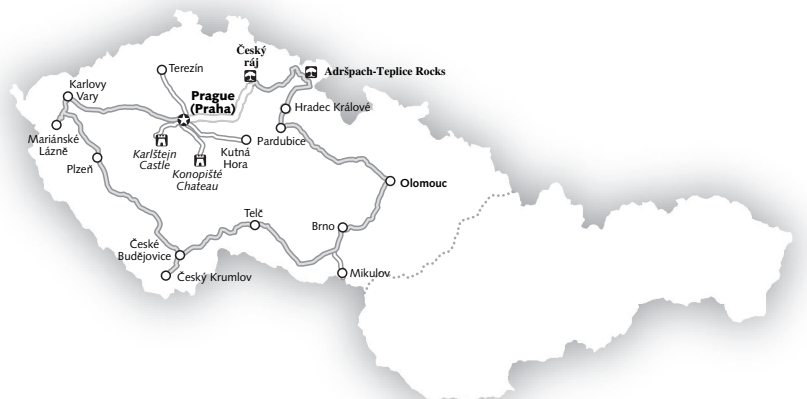 Český
ráj
Adršpach-Teplice Rocks
Terezín
Karlovy
Vary
Prague
(Praha)
Hradec Králové
Mariánské
Lázně
Karlštejn
Castle
Kutná
Hora
Pardubice
Plzeň
Konopiště
Chateau
Olomouc
Telč
Brno
České
Budějovice
Český Krumlov
Mikulov